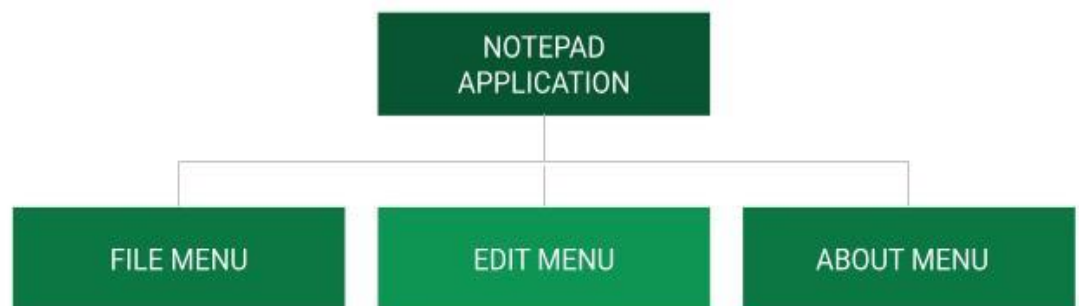 NOTEPAD
APPLICATION
FILE MENU
EDIT MENU
ABOUT MENU